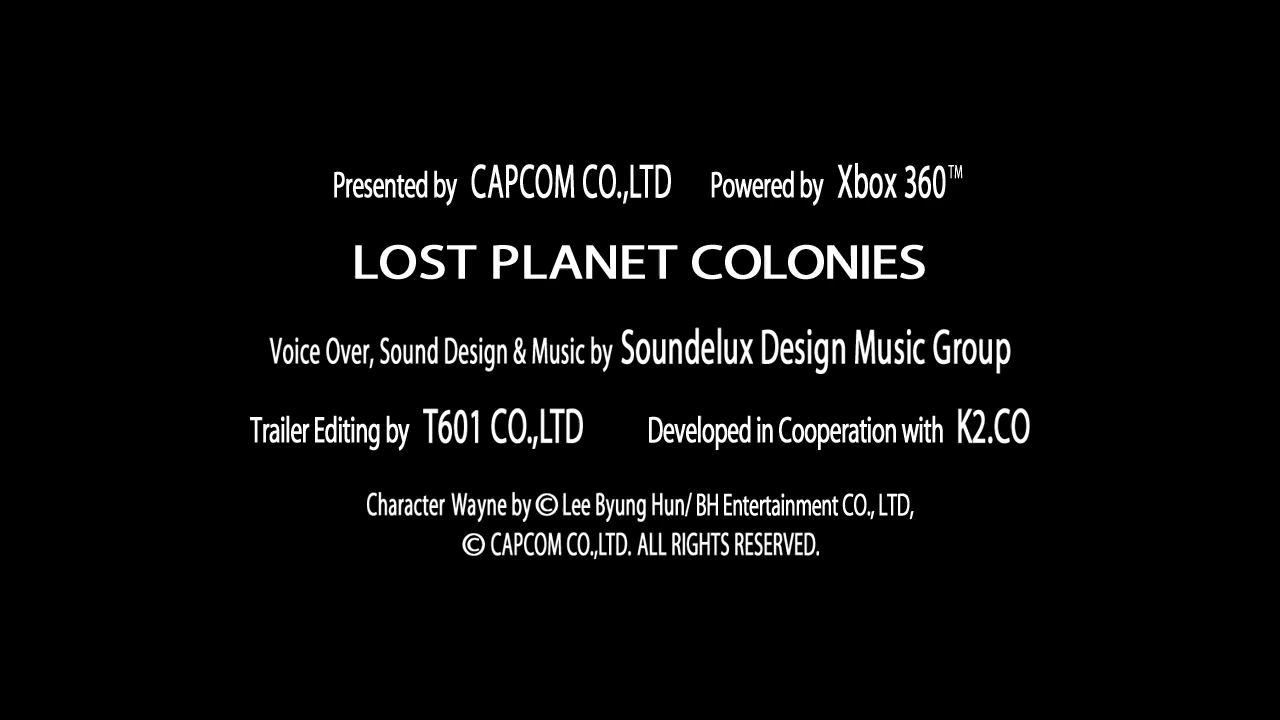 Presented by CAPCOM CO.,LTD Powered by Xbox 360™
LOST PLANET COLONIES
Voice Over, Sound Design & Music by Soundelux Design Music Group
Trailer Editing by T601 CO.,LTD Developed in Cooperation with K2.CO
Character Wayne by © Lee Byung Hun/ BH Entertainment CO., LTD,
© CAPCOM CO.,LTD. ALL RIGHTS RESERVED.